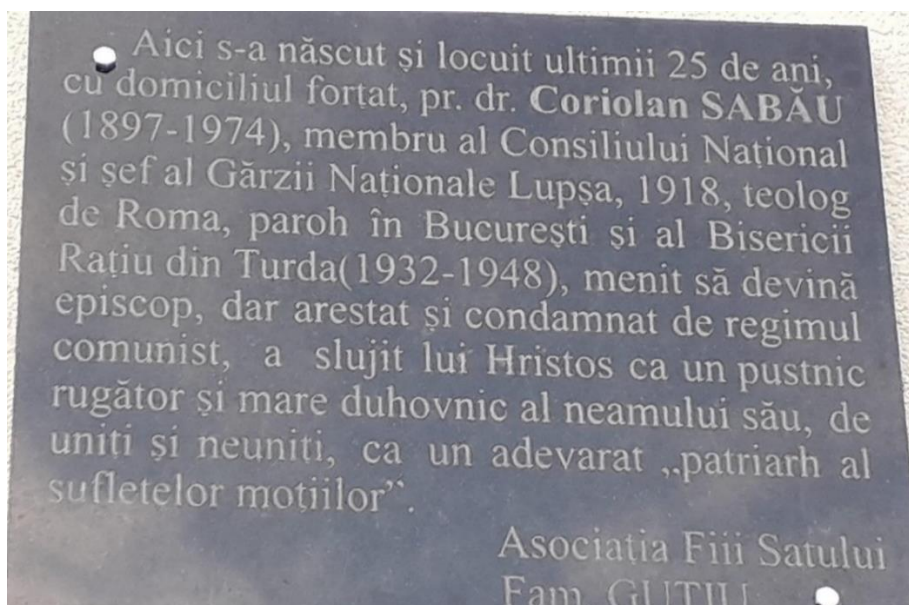 Aici s-a născut și locuit ultimii 25 de ani,
cu domiciliul fortat, pr. dr. Coriolan SABĂU
(1897-1974), membru al Consiliului Național
și șef al Gărzii Naționale Lupșa, 1918, teolog
de Roma, paroh în București și al Bisericii
Rațiu din Turda(1932-1948), menit să devină
episcop, dar arestat și condamnat de regimul
comunist, a slujit lui Hristos ca un pustnic
rugător și mare duhovnic al neamului său, de
uniți și neuniți, ca un adevarat „patriarh al
sufletelor moțiilor”.
Asociația Fiii Satului
Fam. GUȚIU